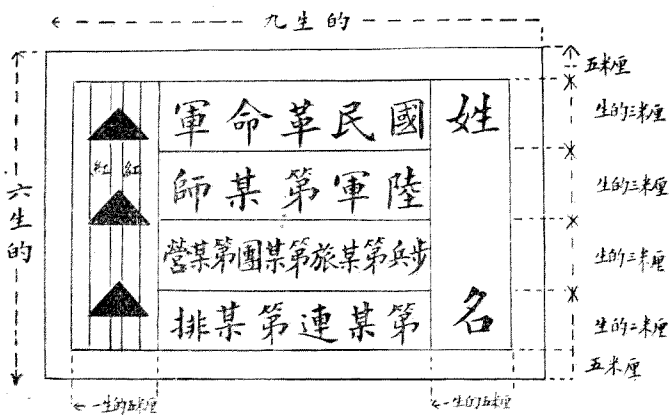 九生的
六生的
姓名
國民革命軍
陸軍第某師
步兵第某旅第某團第某營
第某連第某排
紅
紅
五米厘
生的三米厘
生的三米厘
生的三米厘
生的二米厘
五米厘
一生的五米厘
一生的五米厘